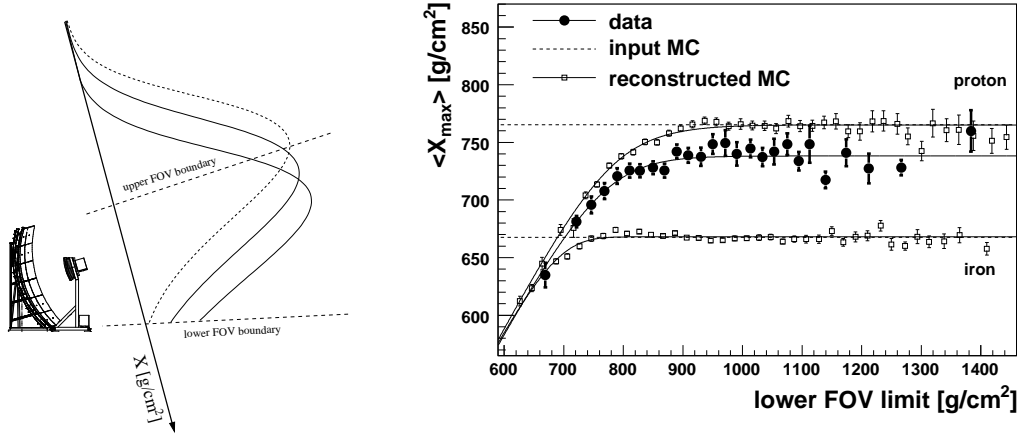 upper FOV boundary
lower FOV boundary
X [g/cm²]
<X_max> [g/cm²]
850
800
750
700
650
600
data
input MC
reconstructed MC
proton
iron
600 700 800 900 1000 1100 1200 1300 1400
lower FOV limit [g/cm²]